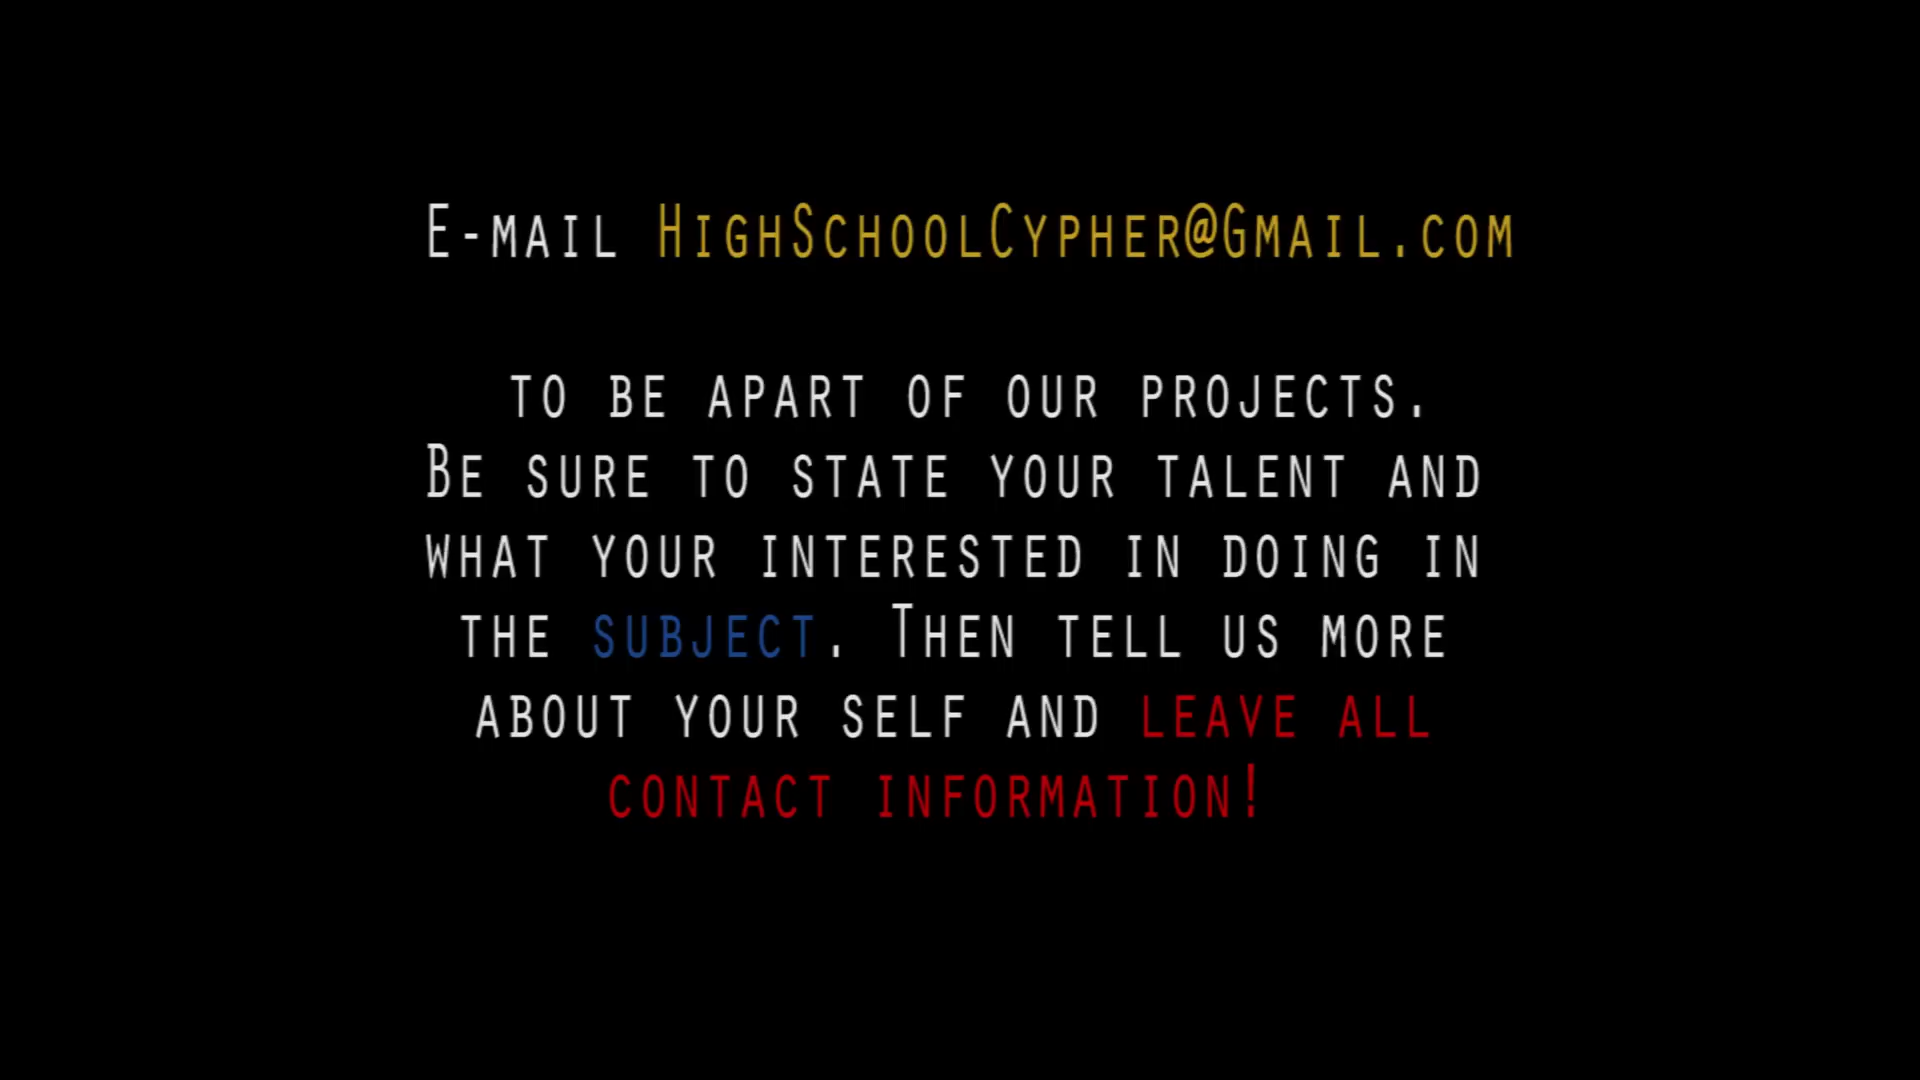 E-mail HighSchoolCypher@Gmail.com
to be apart of our projects.
Be sure to state your talent and
what your interested in doing in
the subject. Then tell us more
about your self and leave all
contact information!